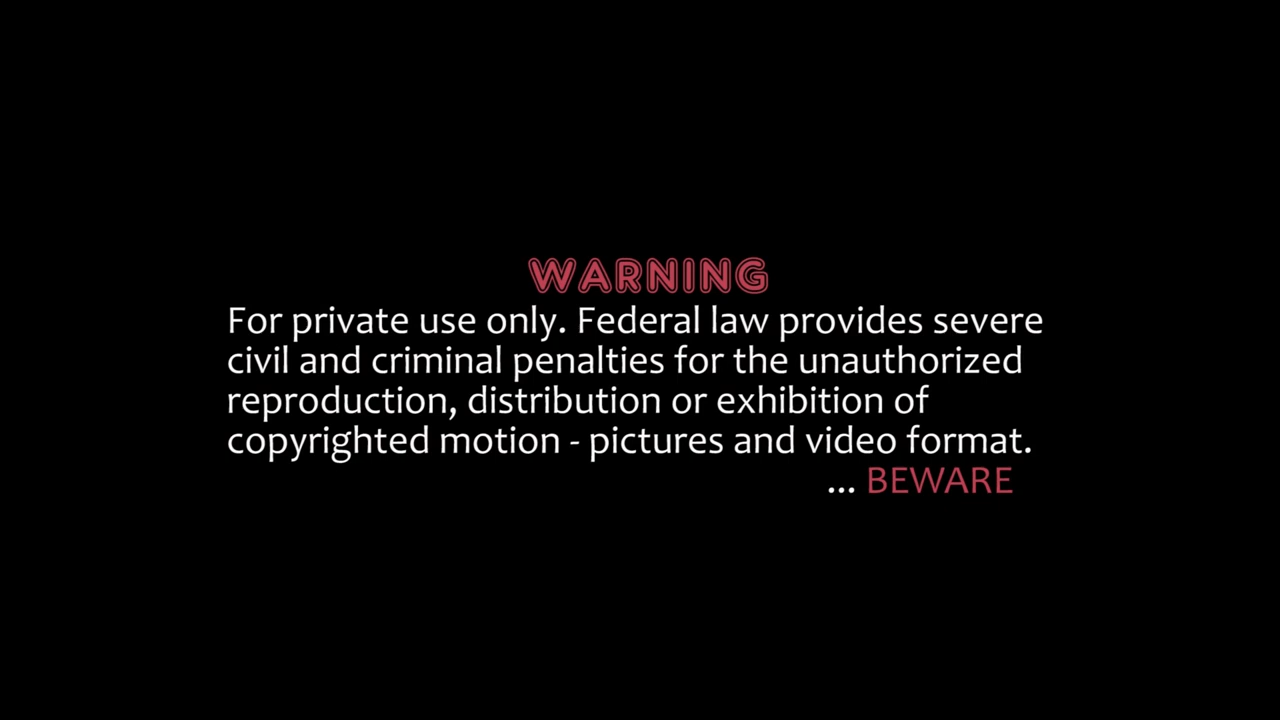 WARNING
For private use only. Federal law provides severe
civil and criminal penalties for the unauthorized
reproduction, distribution or exhibition of
copyrighted motion - pictures and video format.
... BEWARE